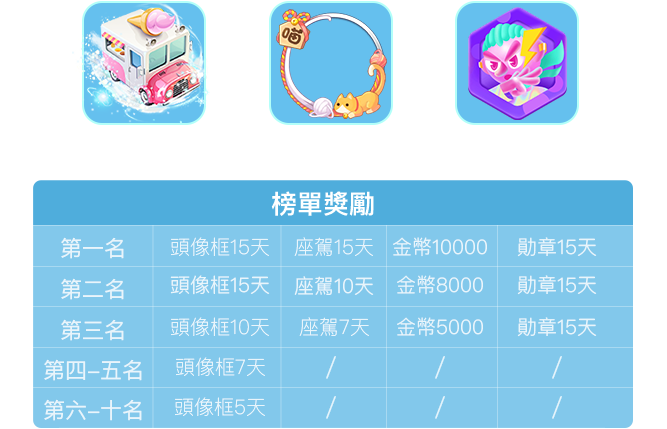 喵
榜單獎勵
第一名 頭像框15天 座駕15天 金幣10000 勛章15天
第二名 頭像框15天 座駕10天 金幣8000 勛章15天
第三名 頭像框10天 座駕7天 金幣5000 勛章15天
第四-五名 頭像框7天 / / /
第六-十名 頭像框5天 / / /